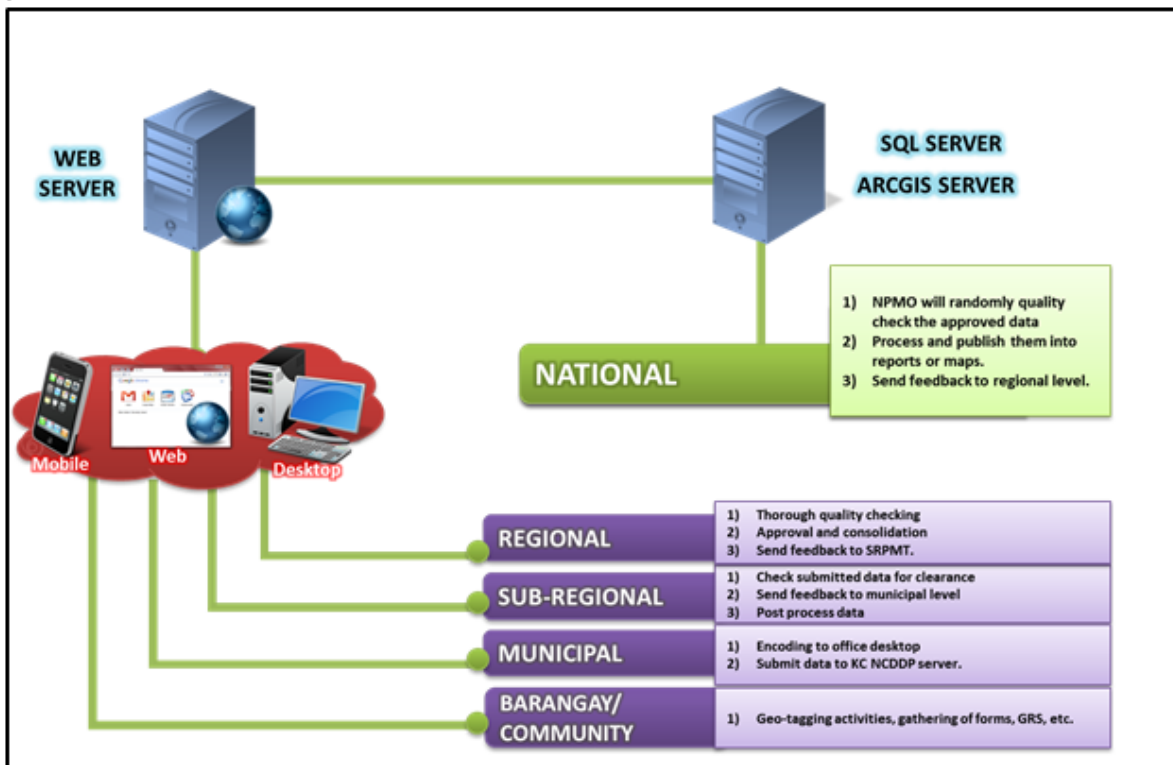 WEB
SERVER
SQL SERVER
ARCGIS SERVER
1) NPMO will randomly quality
check the approved data
2) Process and publish them into
reports or maps.
3) Send feedback to regional level.
NATIONAL
Mobile
Web
Desktop
REGIONAL
1) Thorough quality checking
2) Approval and consolidation
3) Send feedback to SRPMT.
SUB-REGIONAL
1) Check submitted data for clearance
2) Send feedback to municipal level
3) Post process data
MUNICIPAL
1) Encoding to office desktop
2) Submit data to KC NCDDP server.
BARANGAY/
COMMUNITY
1) Geo-tagging activities, gathering of forms, GRS, etc.